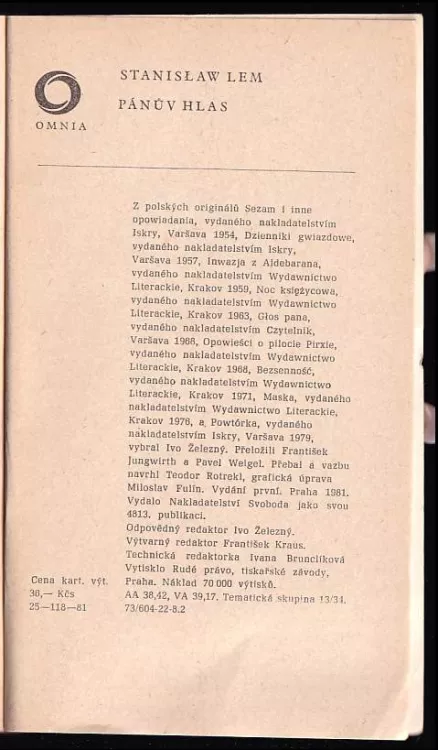 STANISŁAW LEM
PÁNŮV HLAS
OMNIA
Z polských originálů Sezam i inne
opowiadania, vydaného nakladatelstvím
Iskry, Varšava 1954, Dzienniki gwiazdowe,
vydaného nakladatelstvím Iskry,
Varšava 1957, Inwazja z Aldebarana,
vydaného nakladatelstvím Wydawnictwo
Literackie, Krakov 1959, Noc księżycowa,
vydaného nakladatelstvím Wydawnictwo
Literackie, Krakov 1963, Głos pana,
vydaného nakladatelstvím Czytelnik,
Varšava 1968, Opowieści o pilocie Pirxie,
vydaného nakladatelstvím Wydawnictwo
Literackie, Krakov 1968, Bezsenność,
vydaného nakladatelstvím Wydawnictwo
Literackie, Krakov 1971, Maska, vydaného
nakladatelstvím Wydawnictwo Literackie,
Krakov 1976, a Powtórka, vydaného
nakladatelstvím Iskry, Varšava 1979,
vybral Ivo Železný. Přeložili František
Jungwirth a Pavel Weigel. Přebal a vazbu
navrhl Teodor Rotrekl, grafická úprava
Miloslav Fulín. Vydání první. Praha 1981.
Vydalo Nakladatelství Svoboda jako svou
4813. publikaci.
Odpovědný redaktor Ivo Železný.
Výtvarný redaktor František Kraus.
Technická redaktorka Ivana Brunclíková
Vytisklo Rudé právo, tiskařské závody,
Praha. Náklad 70 000 výtisků.
AA 38,42, VA 39,17. Tematická skupina 13/34.
73/604-22-8.2
Cena kart. výt.
36,— Kčs
25—118—81